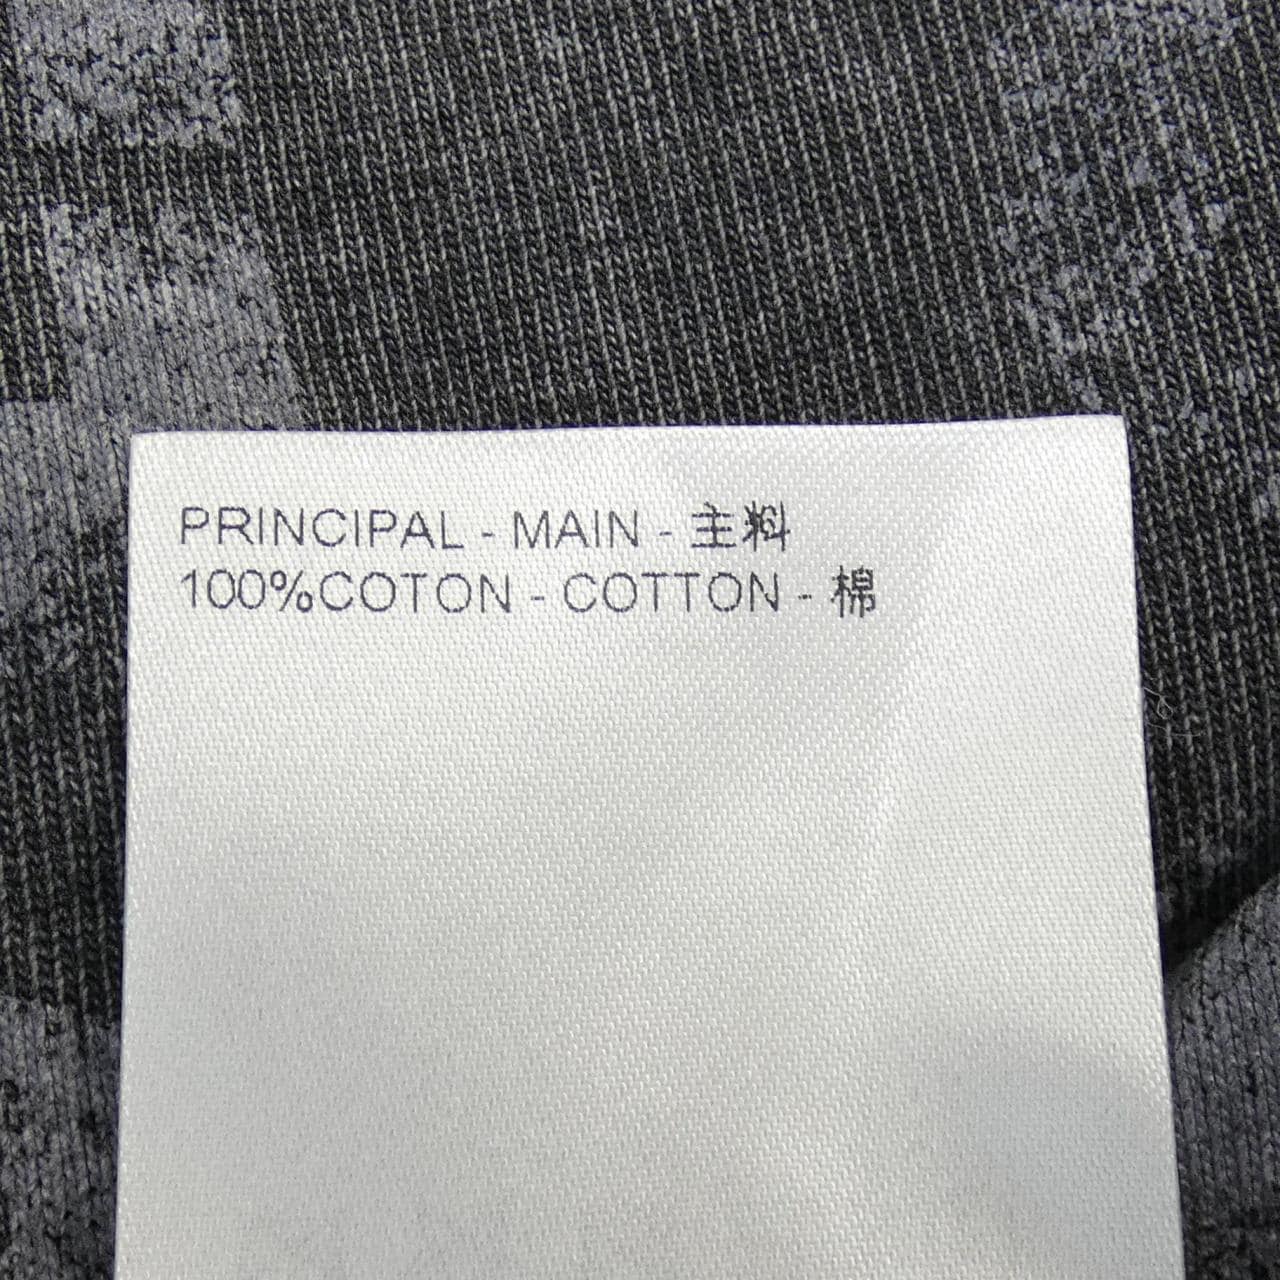 PRINCIPAL - MAIN - 主料
100%COTON - COTTON - 棉